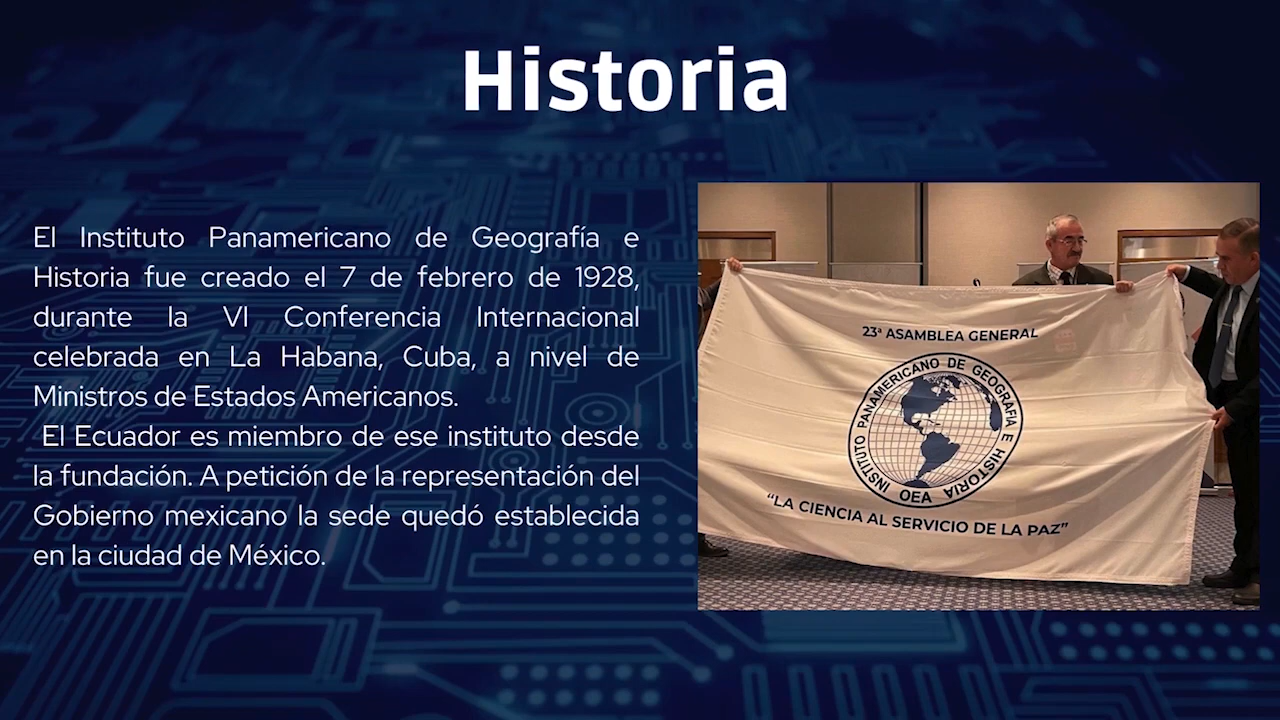 Historia
El Instituto Panamericano de Geografía e
Historia fue creado el 7 de febrero de 1928,
durante la VI Conferencia Internacional
celebrada en La Habana, Cuba, a nivel de
Ministros de Estados Americanos.
El Ecuador es miembro de ese instituto desde
la fundación. A petición de la representación del
Gobierno mexicano la sede quedó establecida
en la ciudad de México.
23ª ASAMBLEA GENERAL
INSTITUTO PANAMERICANO DE GEOGRAFIA E HISTORIA
OEA
“LA CIENCIA AL SERVICIO DE LA PAZ”